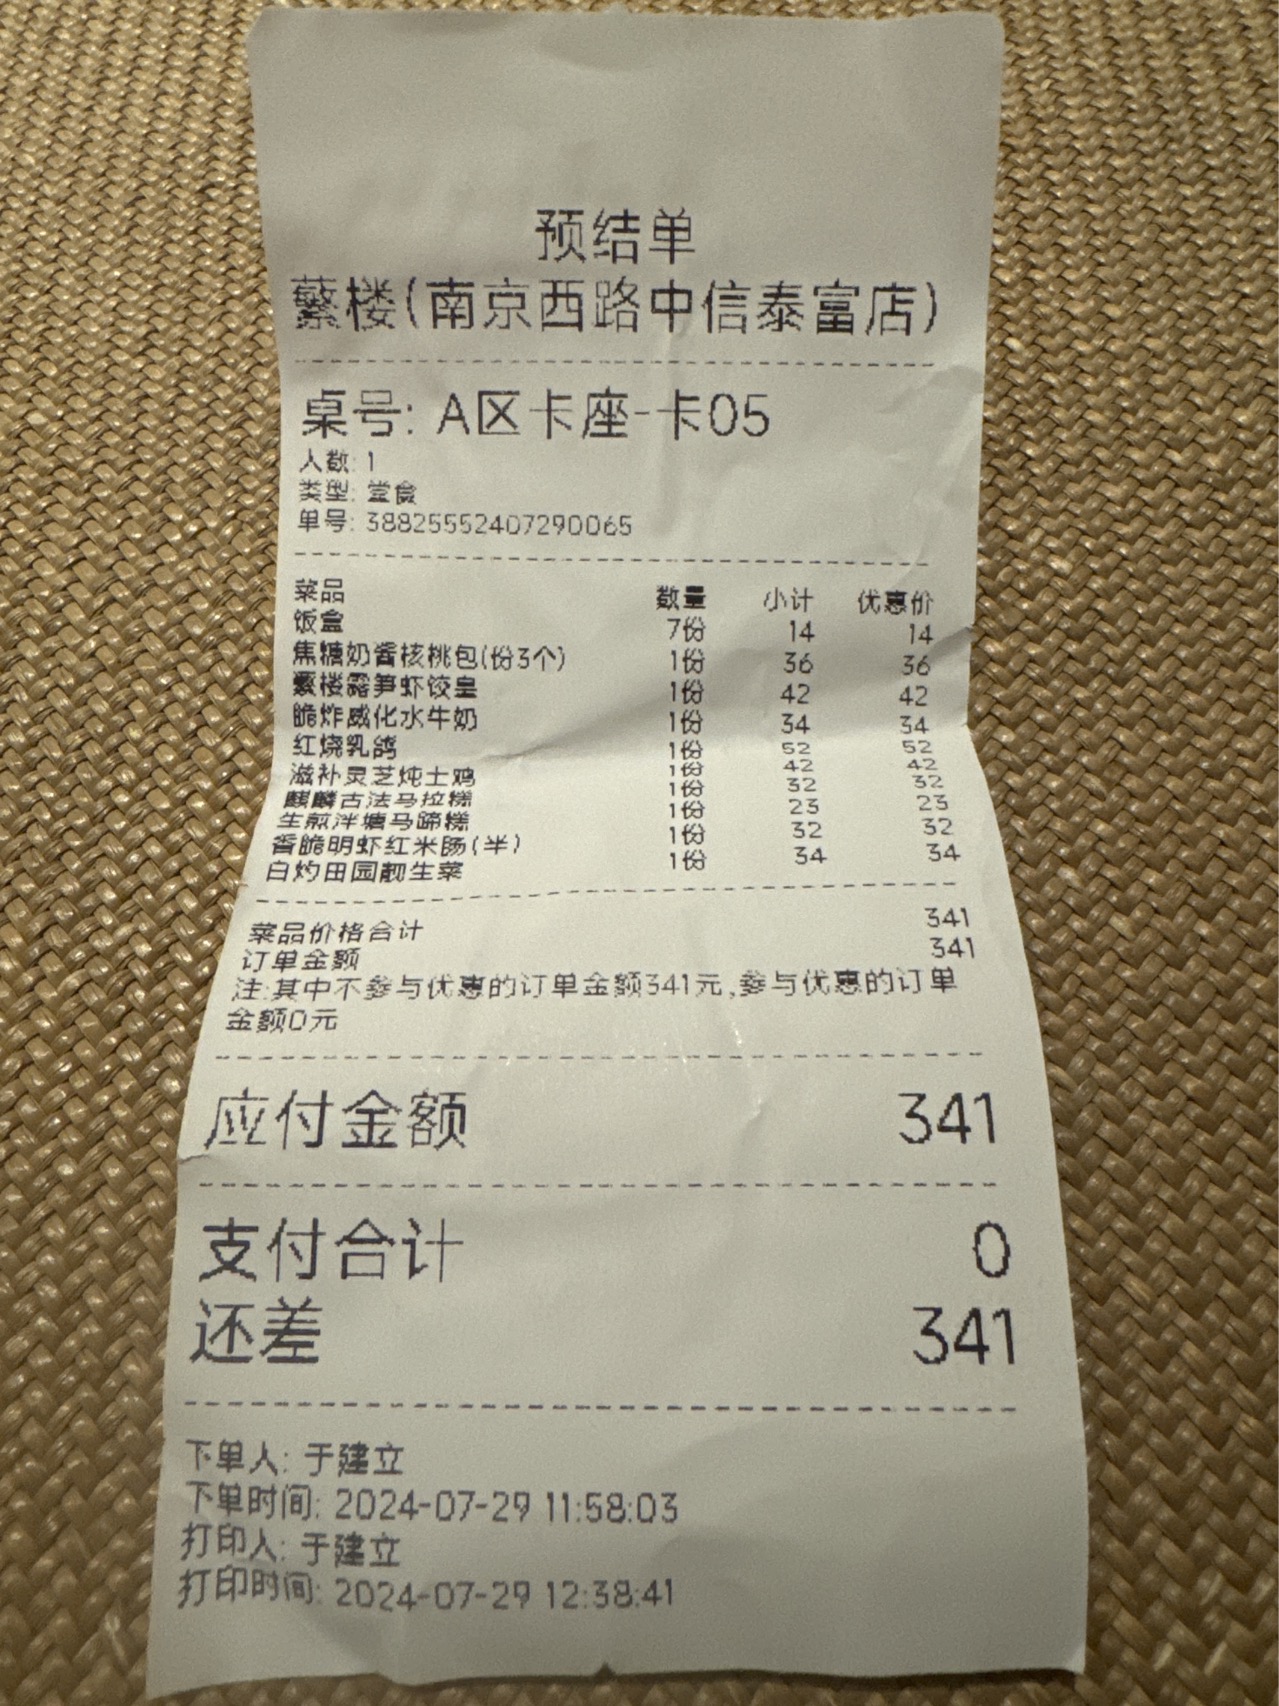 预结单
蘩楼(南京西路中信泰富店)
桌号: A区卡座-卡05
人数: 1
类型: 堂食
单号: 38825552407290065
菜品 数量 小计 优惠价
饭盒 7份 14 14
焦糖奶酱核桃包(份3个) 1份 36 36
蘩楼露笋虾饺皇 1份 42 42
脆炸威化水牛奶 1份 34 34
红烧乳鸽 1份 52 52
滋补灵芝炖土鸡 1份 42 42
麒麟古法马拉糕 1份 32 32
生煎泮塘马蹄糕 1份 23 23
香脆明虾红米肠(半) 1份 32 32
白灼田园靓生菜 1份 34 34
菜品价格合计 341
订单金额 341
注:其中不参与优惠的订单金额341元,参与优惠的订单
金额0元
应付金额 341
支付合计 0
还差 341
下单人: 于建立
下单时间: 2024-07-29 11:58:03
打印人: 于建立
打印时间: 2024-07-29 12:38:41